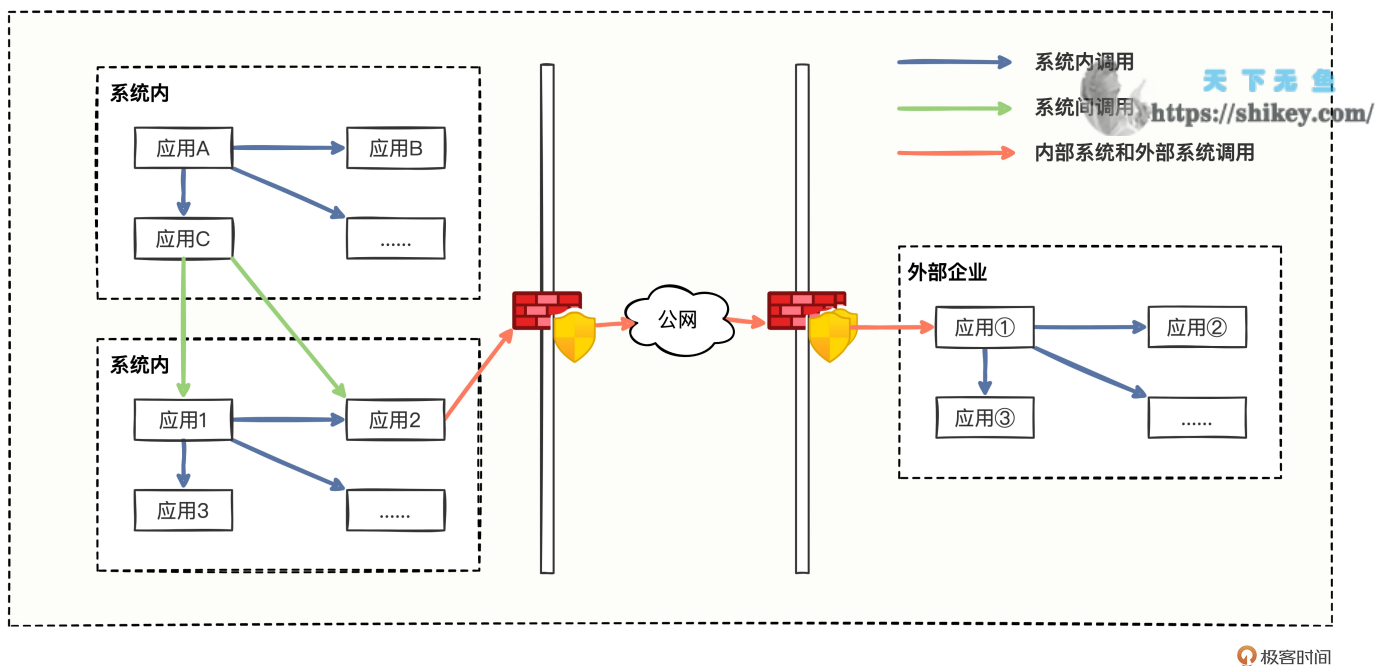 系统内
应用A
应用B
应用C
......
系统内
应用1
应用2
应用3
......
公网
系统内调用
系统间调用
内部系统和外部系统调用
天下无鱼
https://shikey.com/
外部企业
应用①
应用②
应用③
......
极客时间